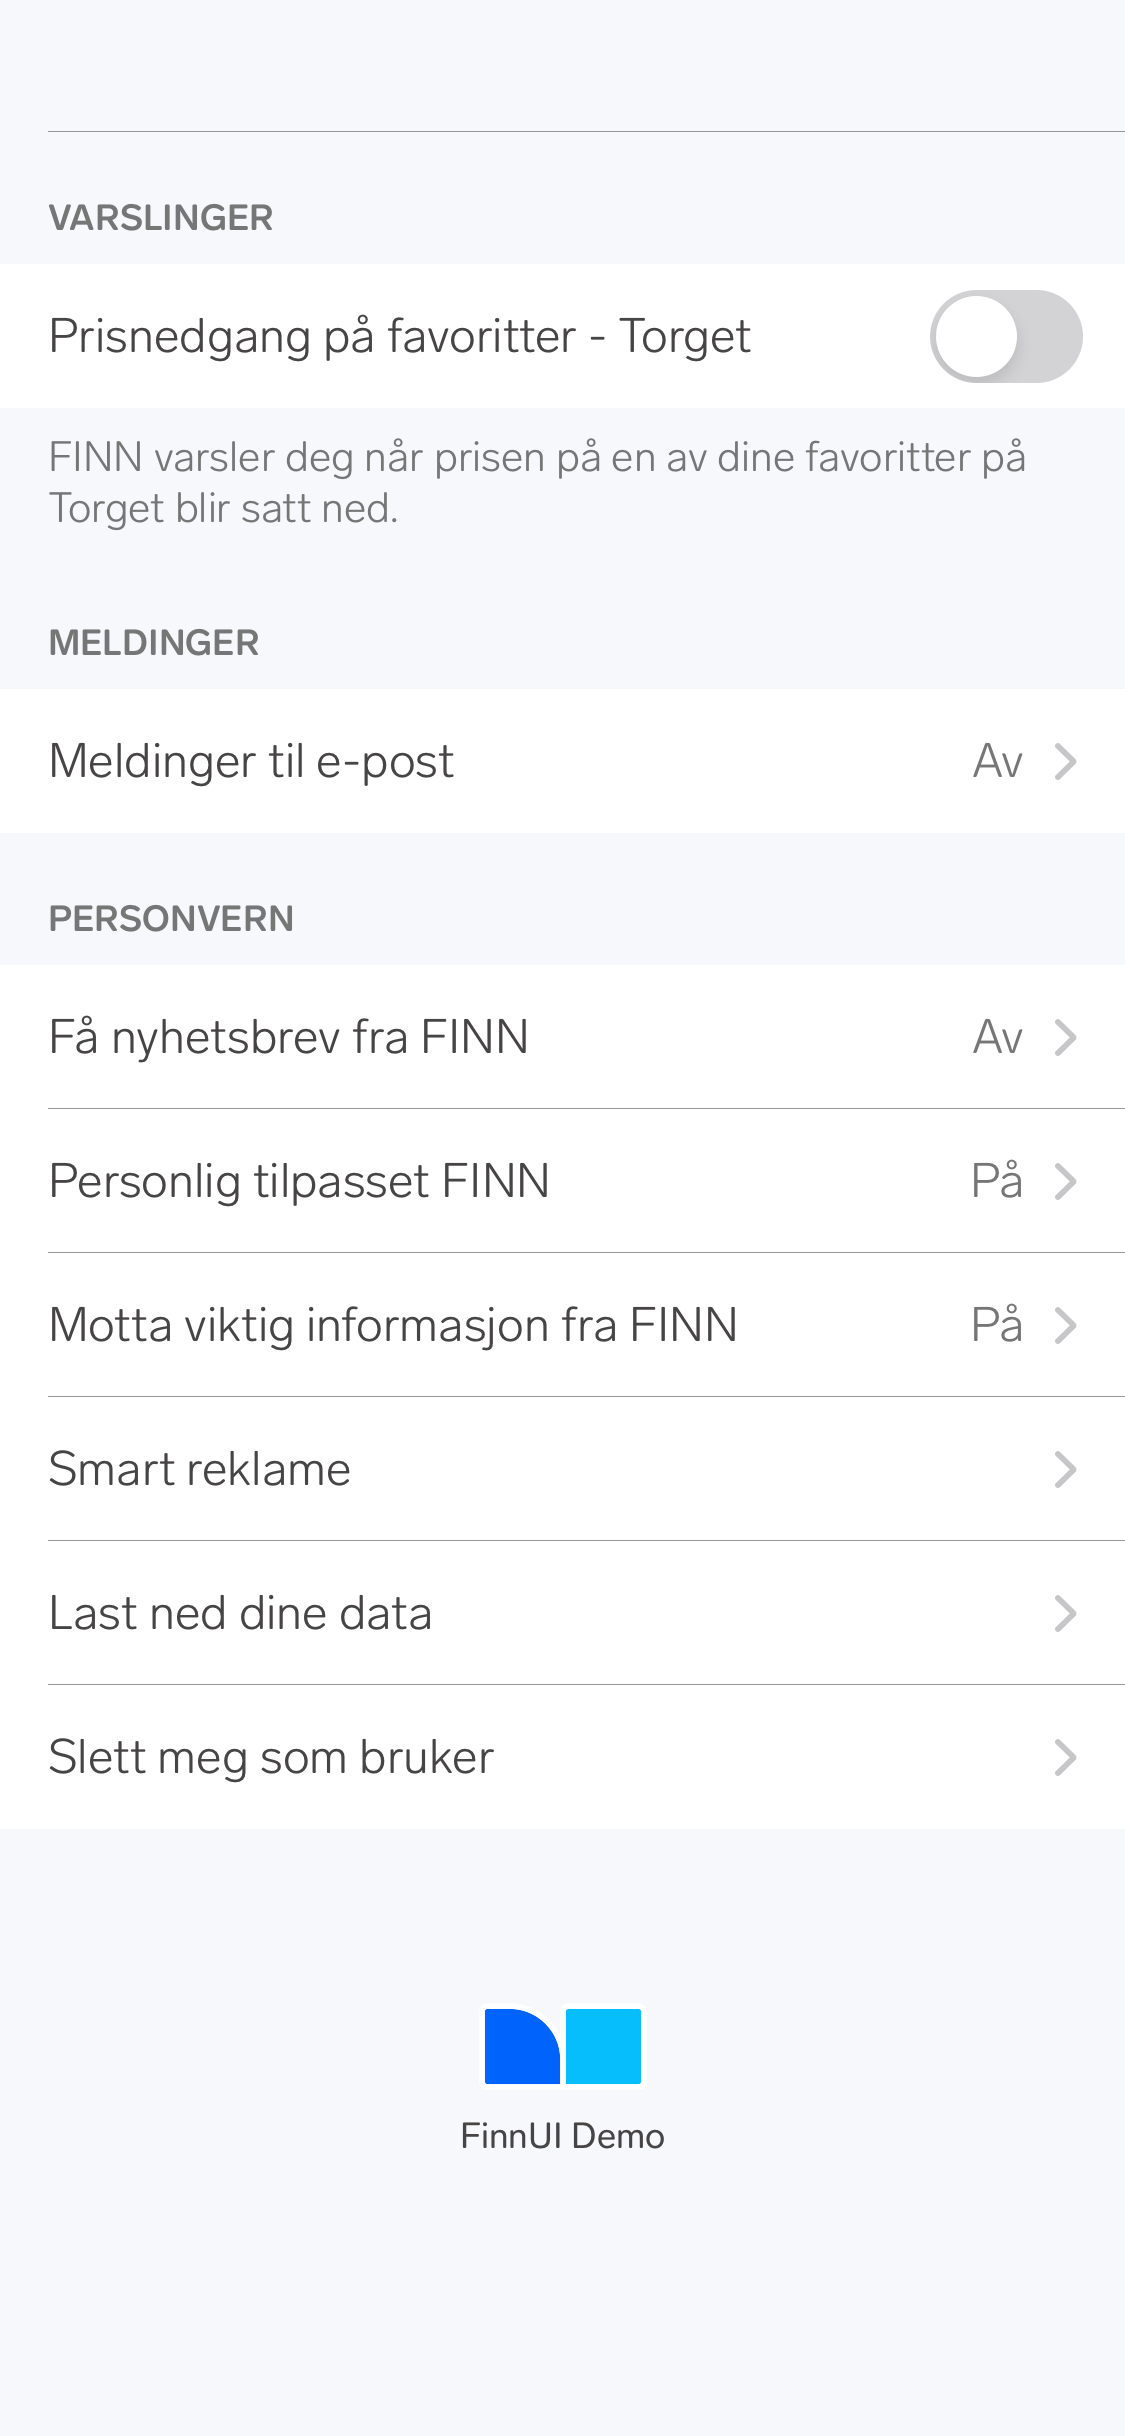 VARSLINGER
Prisnedgang på favoritter - Torget
FINN varsler deg når prisen på en av dine favoritter på
Torget blir satt ned.
MELDINGER
Meldinger til e-post Av
PERSONVERN
Få nyhetsbrev fra FINN Av
Personlig tilpasset FINN På
Motta viktig informasjon fra FINN På
Smart reklame
Last ned dine data
Slett meg som bruker
FinnUI Demo